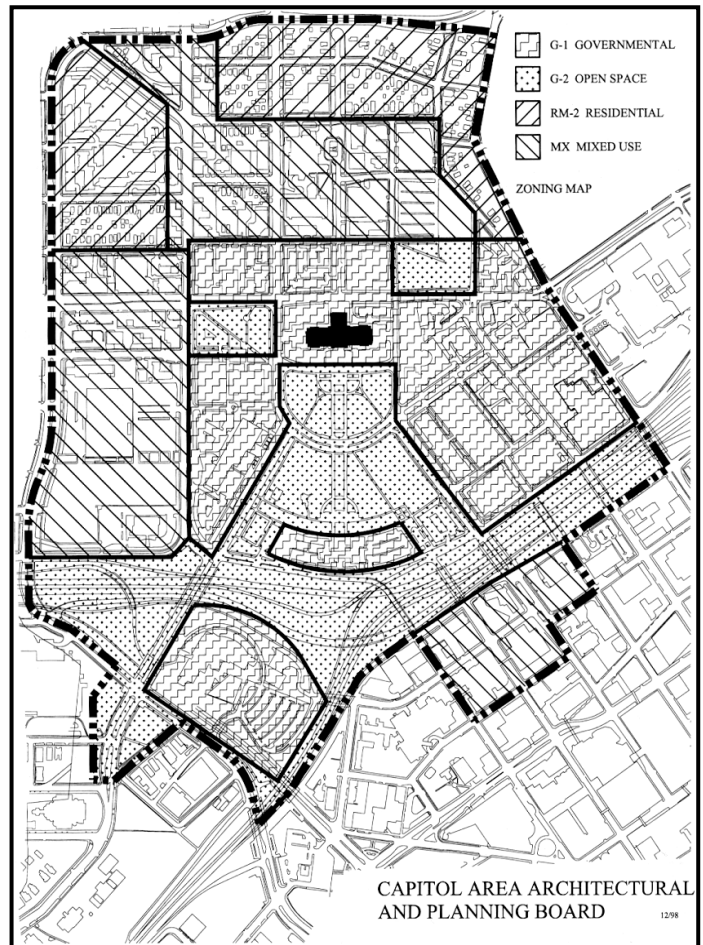 G-1 GOVERNMENTAL
G-2 OPEN SPACE
RM-2 RESIDENTIAL
MX MIXED USE
ZONING MAP
CAPITOL AREA ARCHITECTURAL
AND PLANNING BOARD
12/98